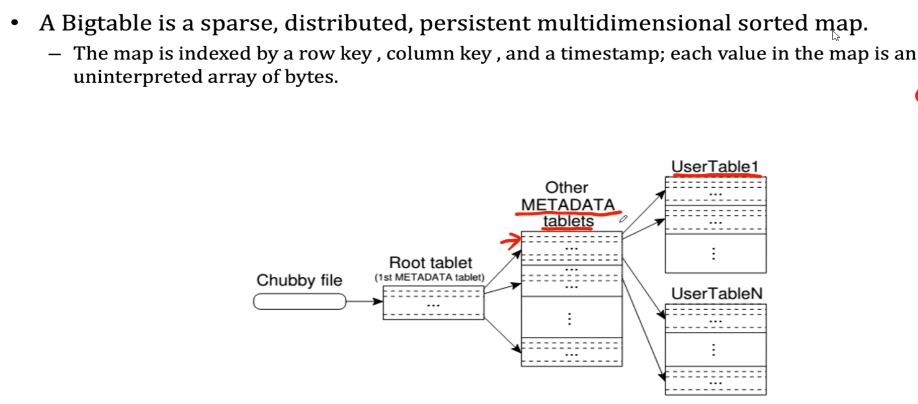 • A Bigtable is a sparse, distributed, persistent multidimensional sorted map.
– The map is indexed by a row key , column key , and a timestamp; each value in the map is an
uninterpreted array of bytes.
UserTable1
Other
METADATA
tablets
Root tablet
(1st METADATA tablet)
Chubby file
UserTableN